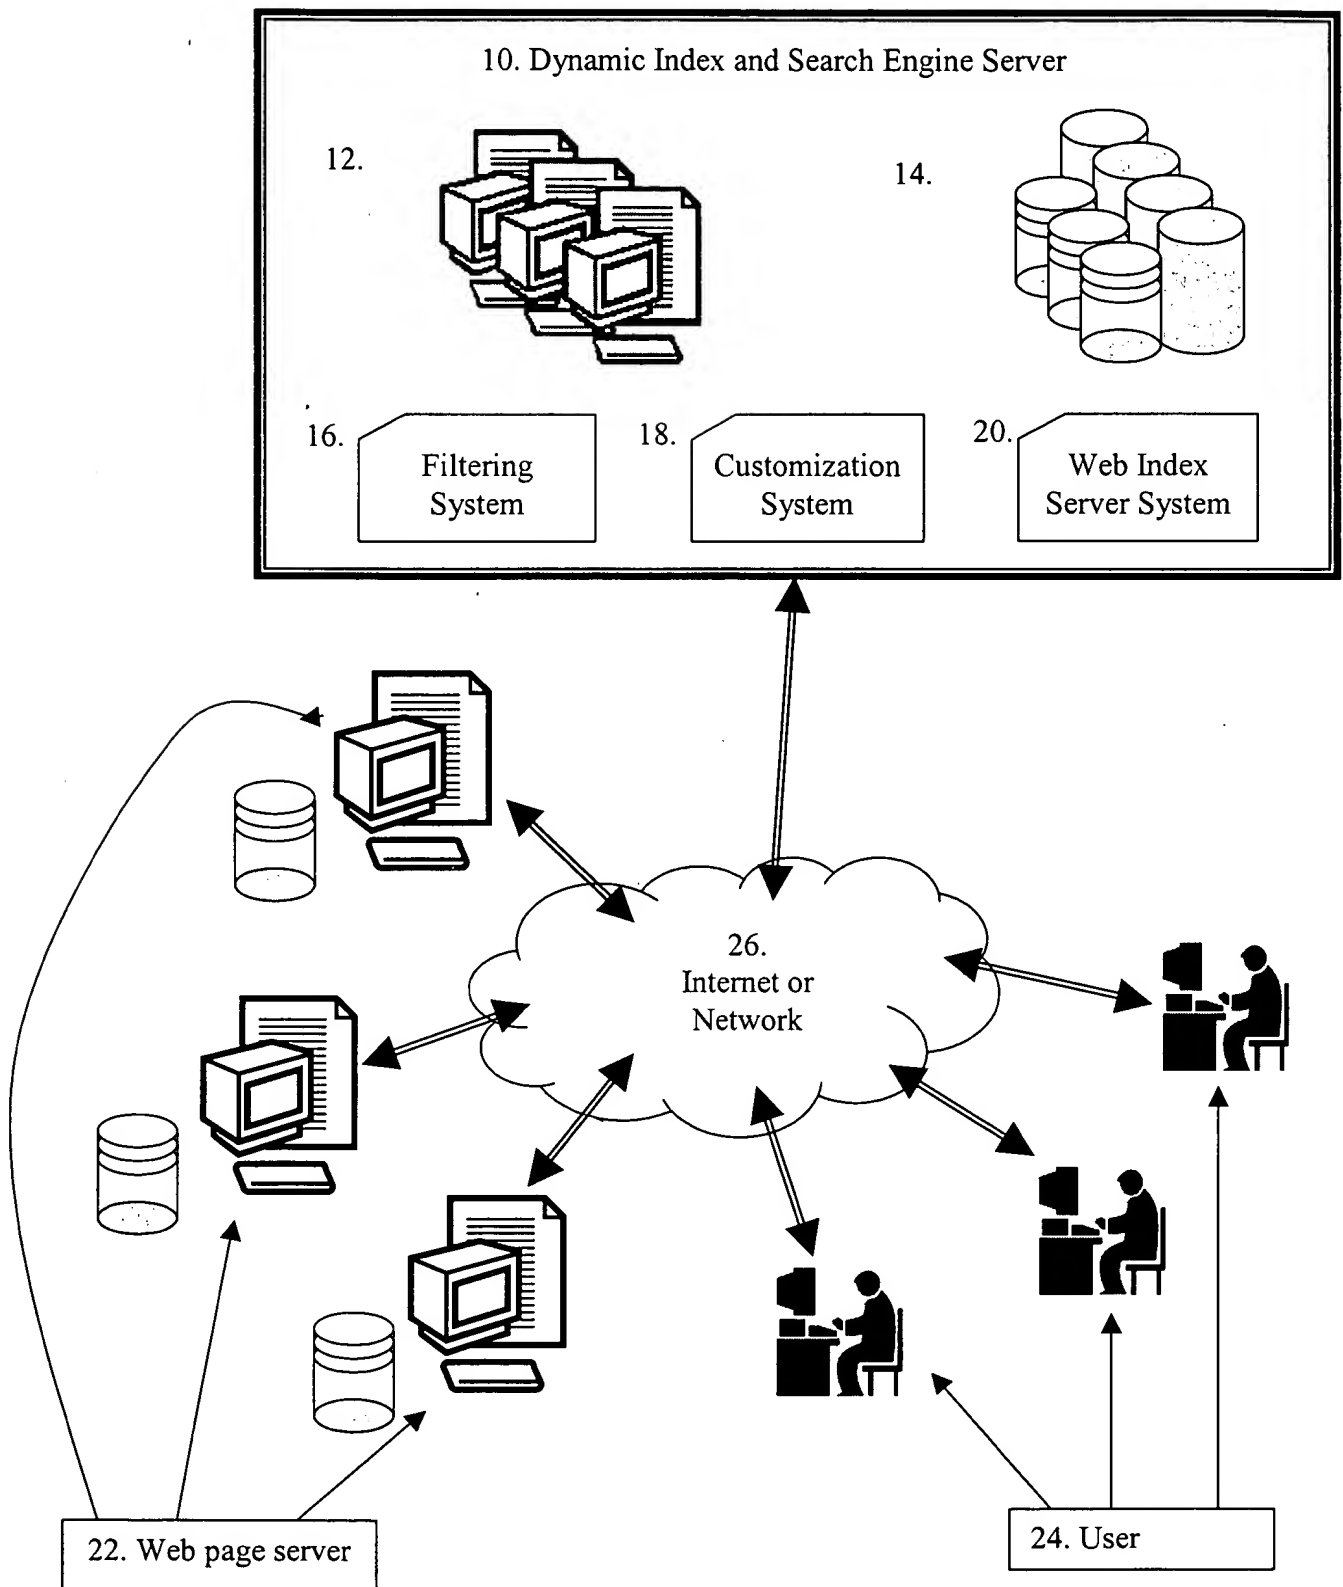 10. Dynamic Index and Search Engine Server
12.
14.
16.
Filtering
System
18.
Customization
System
20.
Web Index
Server System
26.
Internet or
Network
22. Web page server
24. User